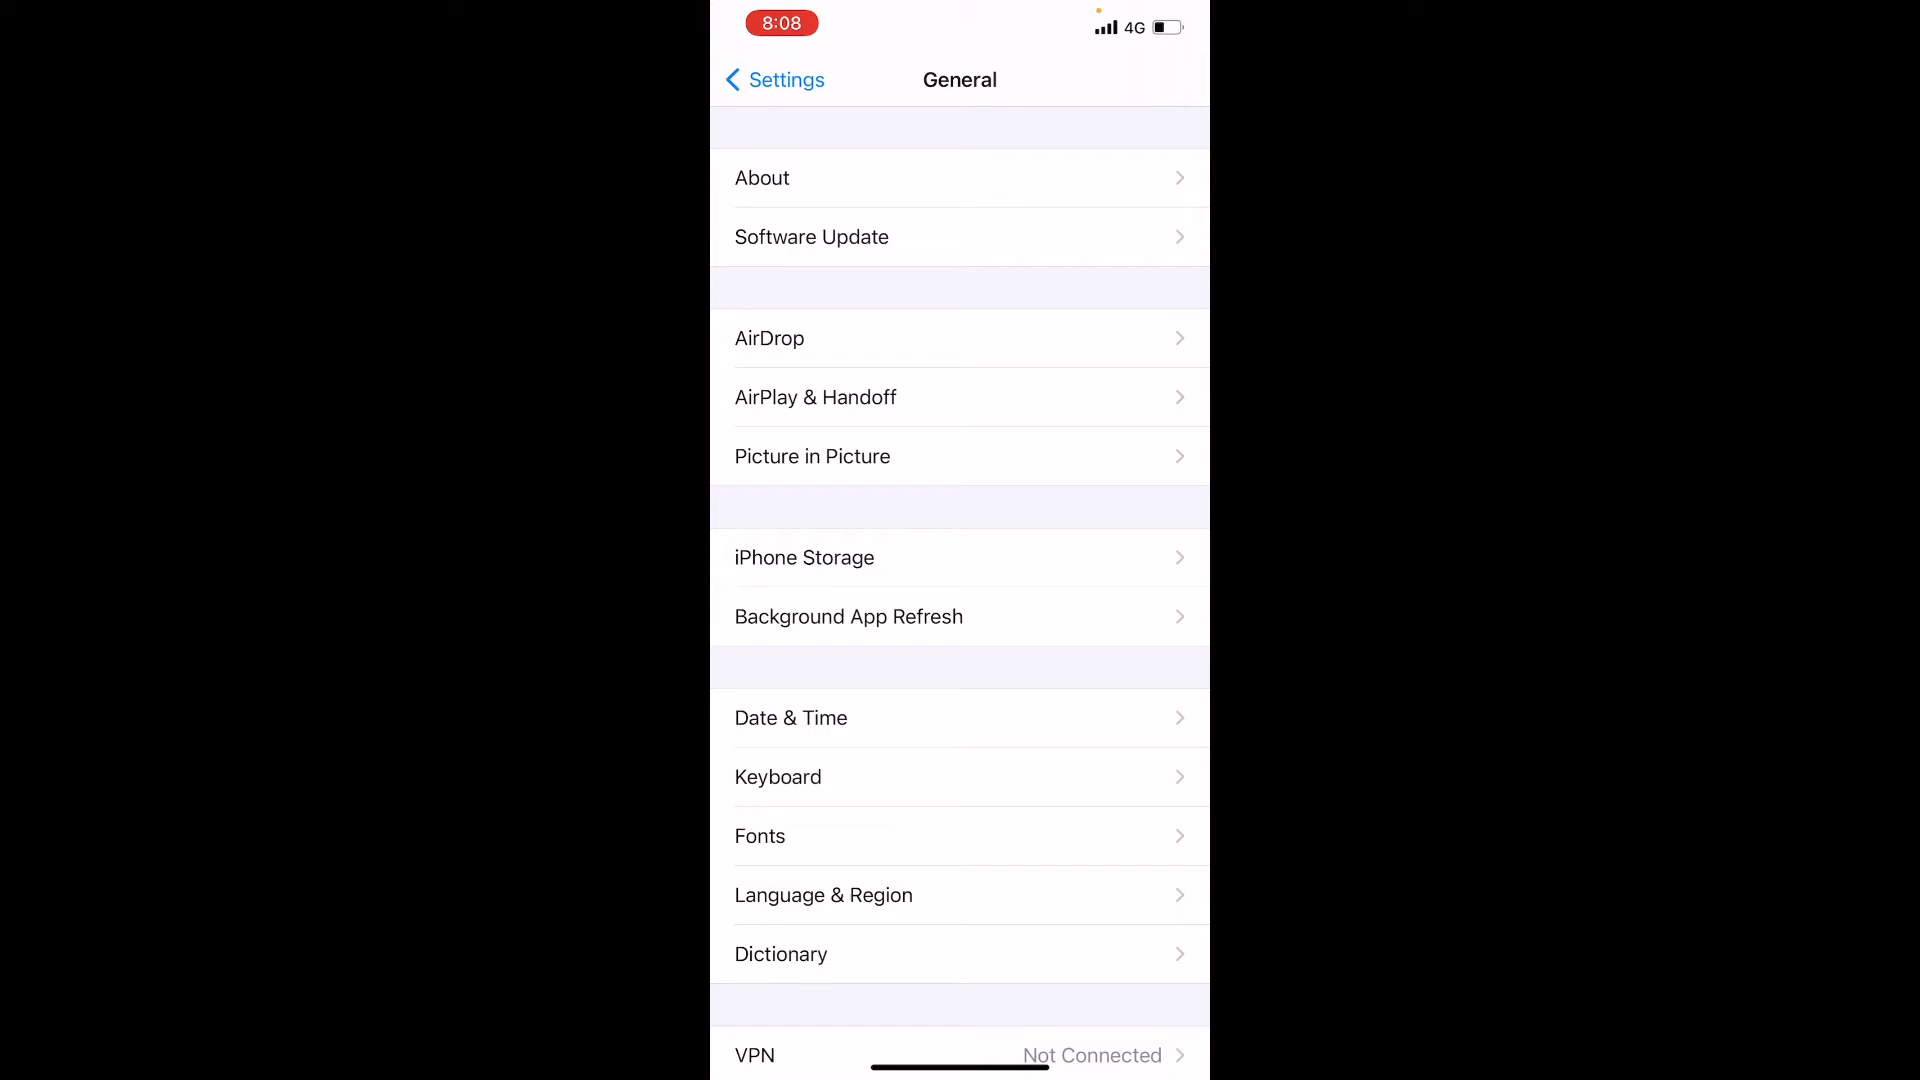 8:08
4G
Settings
General
About
Software Update
AirDrop
AirPlay & Handoff
Picture in Picture
iPhone Storage
Background App Refresh
Date & Time
Keyboard
Fonts
Language & Region
Dictionary
VPN Not Connected